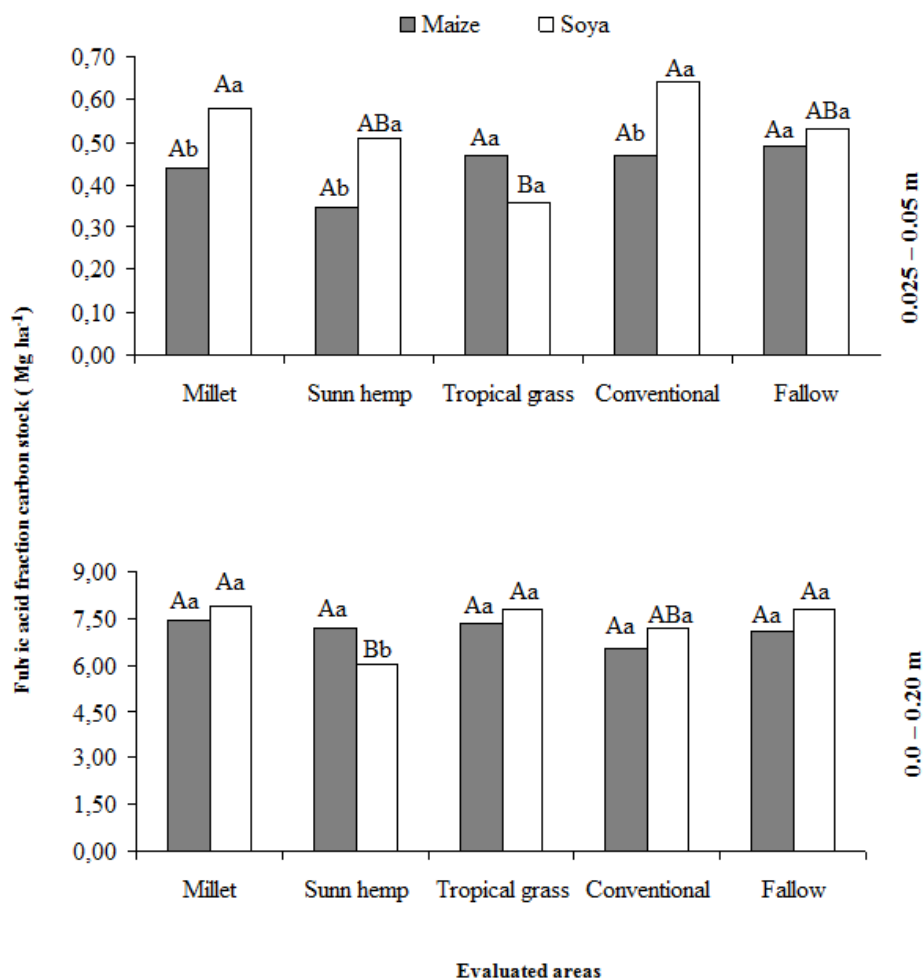 Maize Soya
0,70
0,60
0,50
0,40
0,30
0,20
0,10
0,00
Ab Aa Ab ABa Aa Ba Ab Aa Aa ABa
Millet Sunn hemp Tropical grass Conventional Fallow
0.025 – 0.05 m
Fulvic acid fraction carbon stock ( Mg ha⁻¹)
9,00
7,50
6,00
4,50
3,00
1,50
0,00
Aa Aa Aa Bb Aa Aa Aa ABa Aa Aa
Millet Sunn hemp Tropical grass Conventional Fallow
0.0 – 0.20 m
Evaluated areas